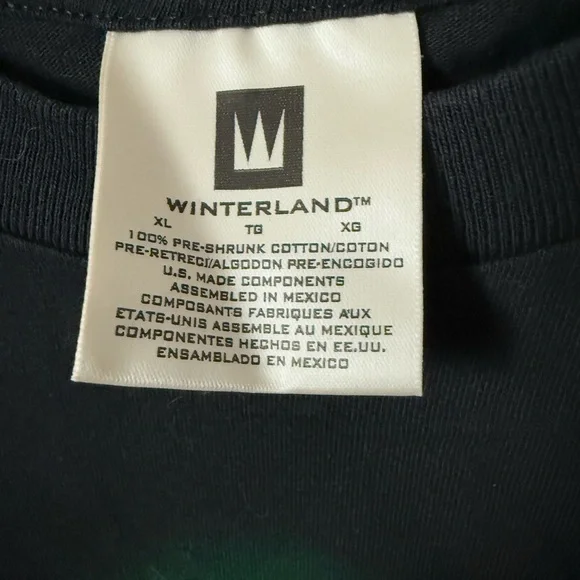 W
WINTERLAND™
XL TG XG
100% PRE-SHRUNK COTTON/COTON
PRE-RETRECI/ALGODON PRE-ENCOGIDO
U.S. MADE COMPONENTS
ASSEMBLED IN MEXICO
COMPOSANTS FABRIQUES AUX
ETATS-UNIS ASSEMBLE AU MEXIQUE
COMPONENTES HECHOS EN EE.UU.
ENSAMBLADO EN MEXICO